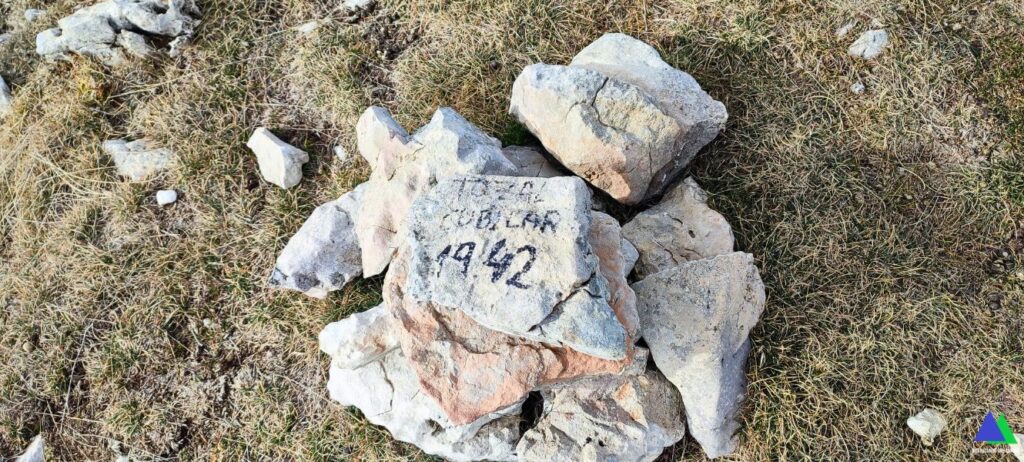 TOZAL
CUBILAR
1942